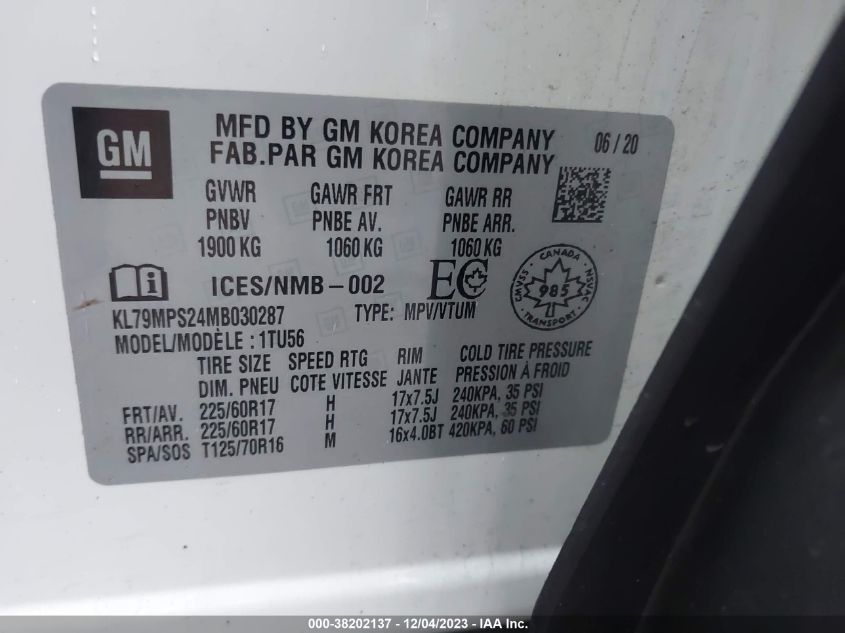 GM
MFD BY GM KOREA COMPANY 06 / 20
FAB.PAR GM KOREA COMPANY
GVWR GAWR FRT GAWR RR
PNBV PNBE AV. PNBE ARR.
1900 KG 1060 KG 1060 KG
ICES/NMB-002 EC
CANADA CMVSS NSVAC 985 TRANSPORT
KL79MPS24MB030287 TYPE: MPV/VTUM
MODEL/MODÈLE : 1TU56
TIRE SIZE SPEED RTG RIM COLD TIRE PRESSURE
DIM. PNEU COTE VITESSE JANTE PRESSION À FROID
FRT/AV. 225/60R17 H 17x7.5J 240KPA, 35 PSI
RR/ARR. 225/60R17 H 17x7.5J 240KPA, 35 PSI
SPA/SOS T125/70R16 M 16x4.0BT 420KPA, 60 PSI
000-38202137 - 12/04/2023 - IAA, Inc.